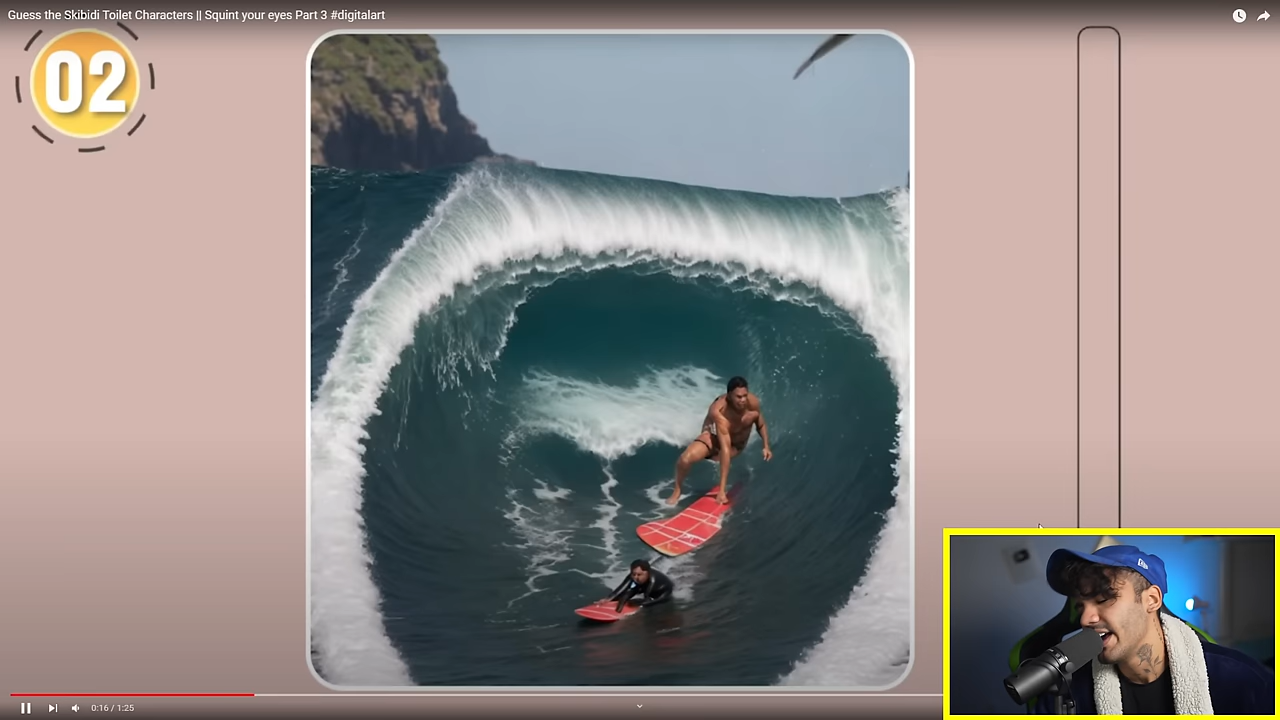 Guess the Skibidi Toilet Characters || Squint your eyes Part 3 #digitalart
02
0:16 / 1:25